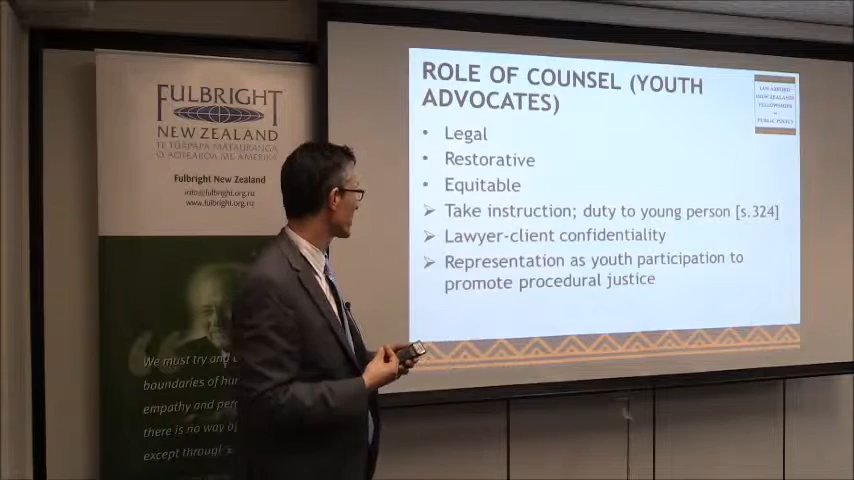 FULBRIGHT
NEW ZEALAND
TE TŪRPAPA MĀTAURANGA
O AOTEAROA ME AMERIKA
Fulbright New Zealand
info@fulbright.org.nz
www.fulbright.org.nz
We must try
boundaries of hu
empathy and per
there is no way o
except through
ROLE OF COUNSEL (YOUTH
ADVOCATES)
• Legal
• Restorative
• Equitable
➢ Take instruction; duty to young person [s.324]
➢ Lawyer-client confidentiality
➢ Representation as youth participation to
promote procedural justice
IAN AXFORD
(NEW ZEALAND)
FELLOWSHIPS
in
PUBLIC POLICY